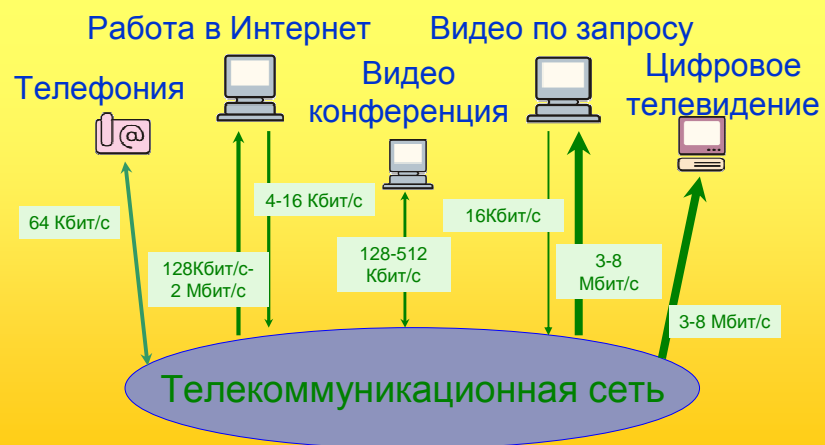 Работа в Интернет
Видео по запросу
Телефония
Видео
конференция
Цифровое
телевидение
@
64 Кбит/с
128Кбит/с-
2 Мбит/с
4-16 Кбит/с
128-512
Кбит/с
16Кбит/с
3-8
Мбит/с
3-8 Мбит/с
Телекоммуникационная сеть